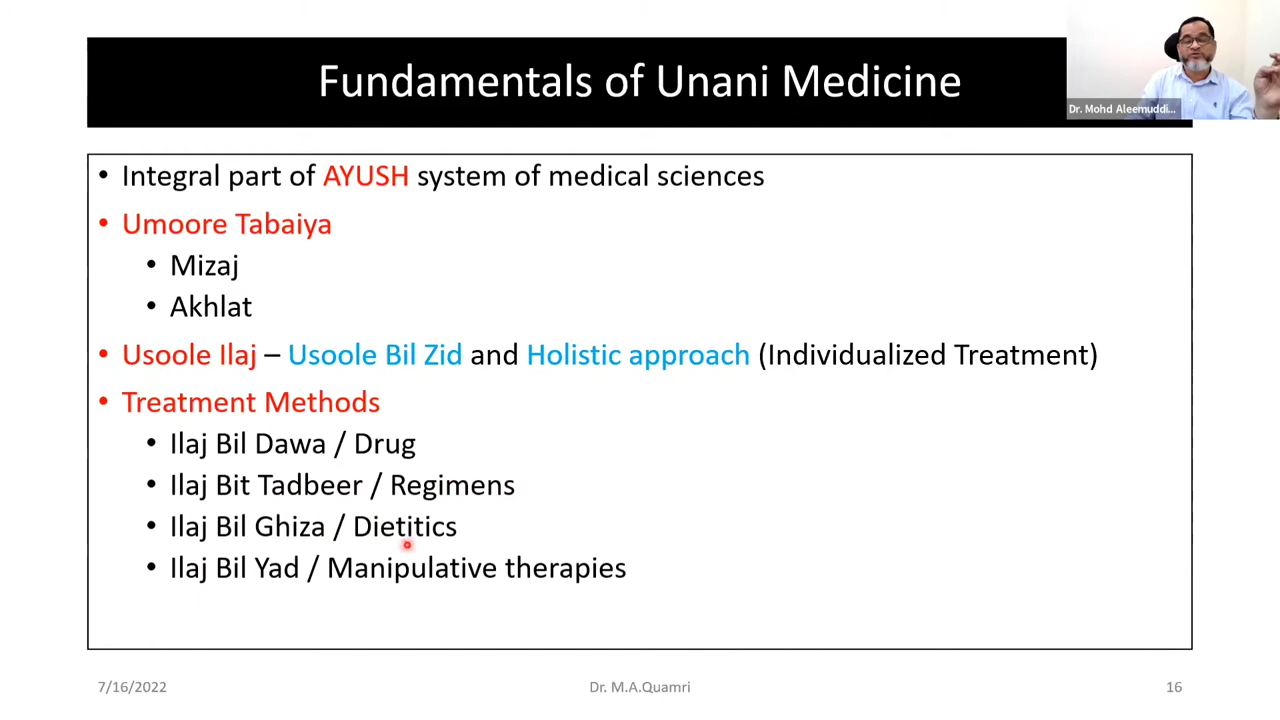 Fundamentals of Unani Medicine
Dr. Mohd Aleemuddi...
• Integral part of AYUSH system of medical sciences
• Umoore Tabaiya
• Mizaj
• Akhlat
• Usoole Ilaj – Usoole Bil Zid and Holistic approach (Individualized Treatment)
• Treatment Methods
• Ilaj Bil Dawa / Drug
• Ilaj Bit Tadbeer / Regimens
• Ilaj Bil Ghiza / Dietitics
• Ilaj Bil Yad / Manipulative therapies
7/16/2022
Dr. M.A.Quamri
16